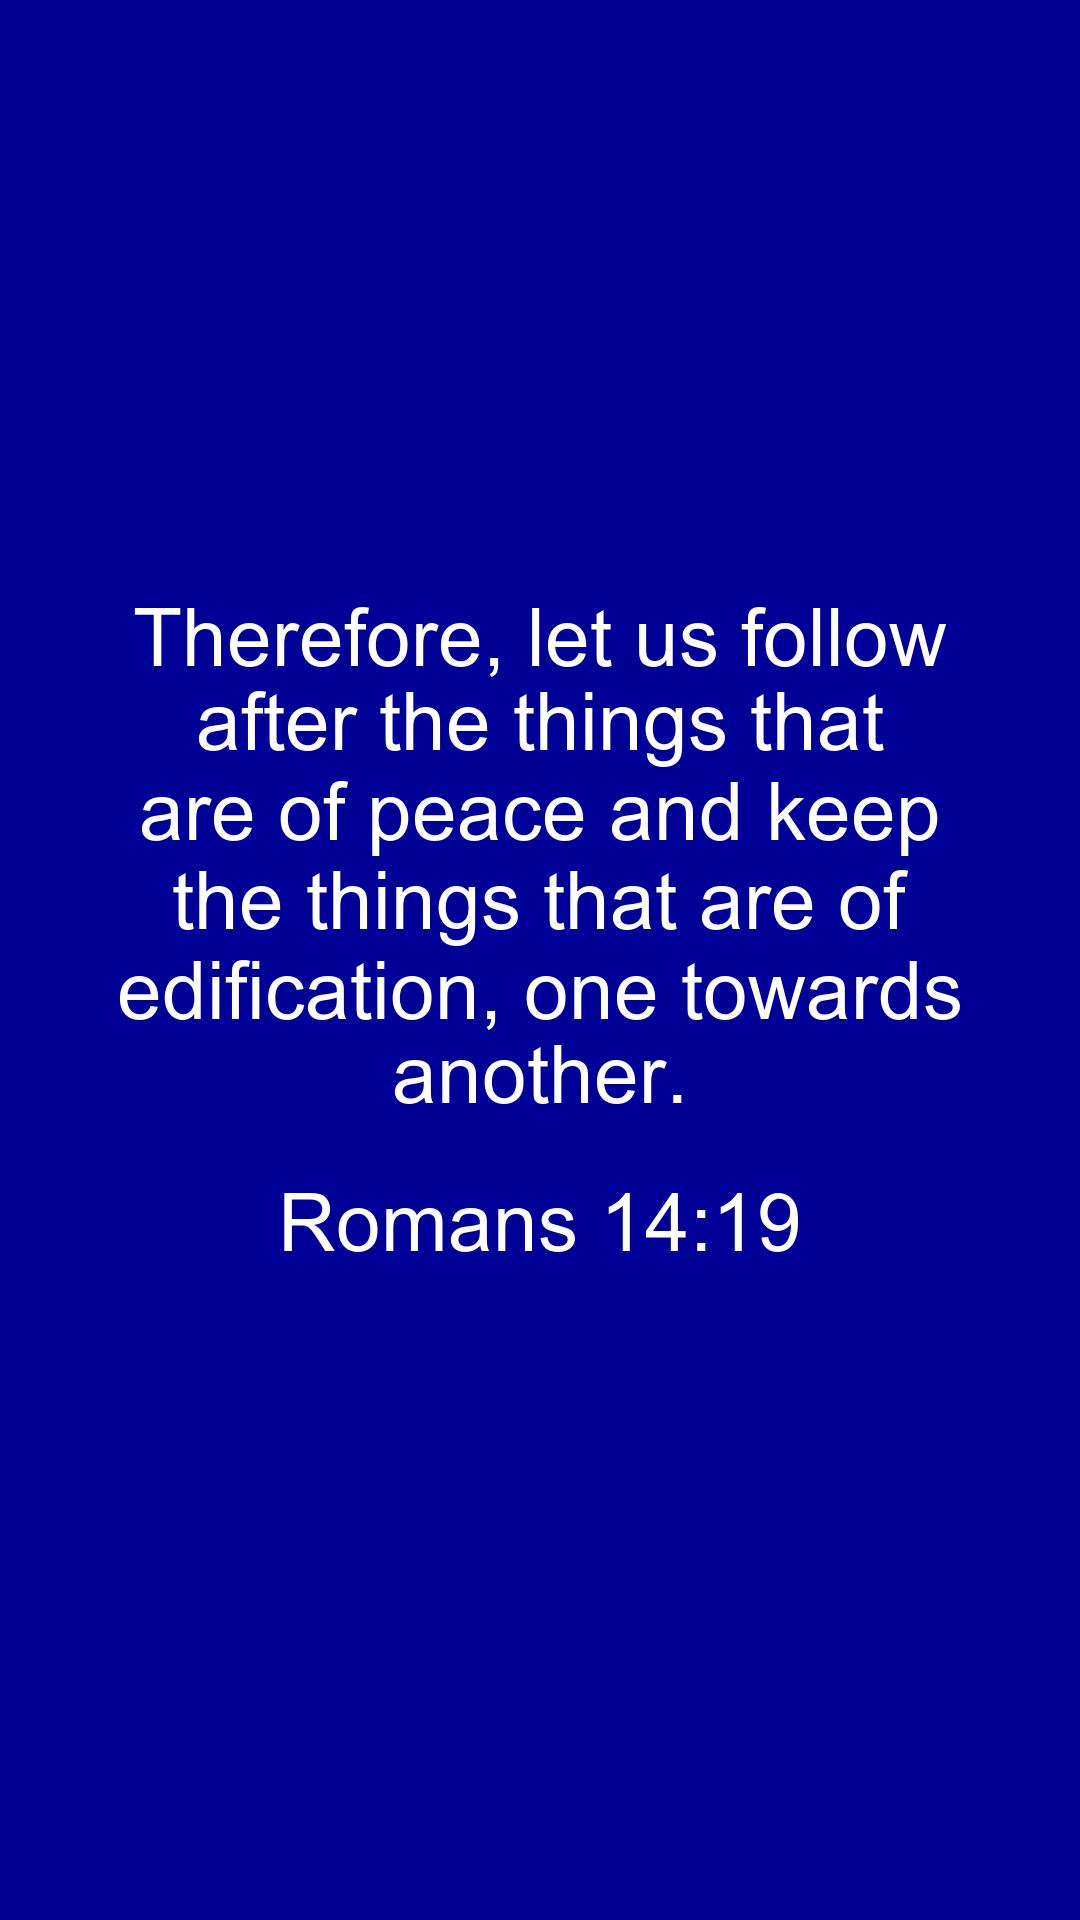 Therefore, let us follow
after the things that
are of peace and keep
the things that are of
edification, one towards
another.
Romans 14:19